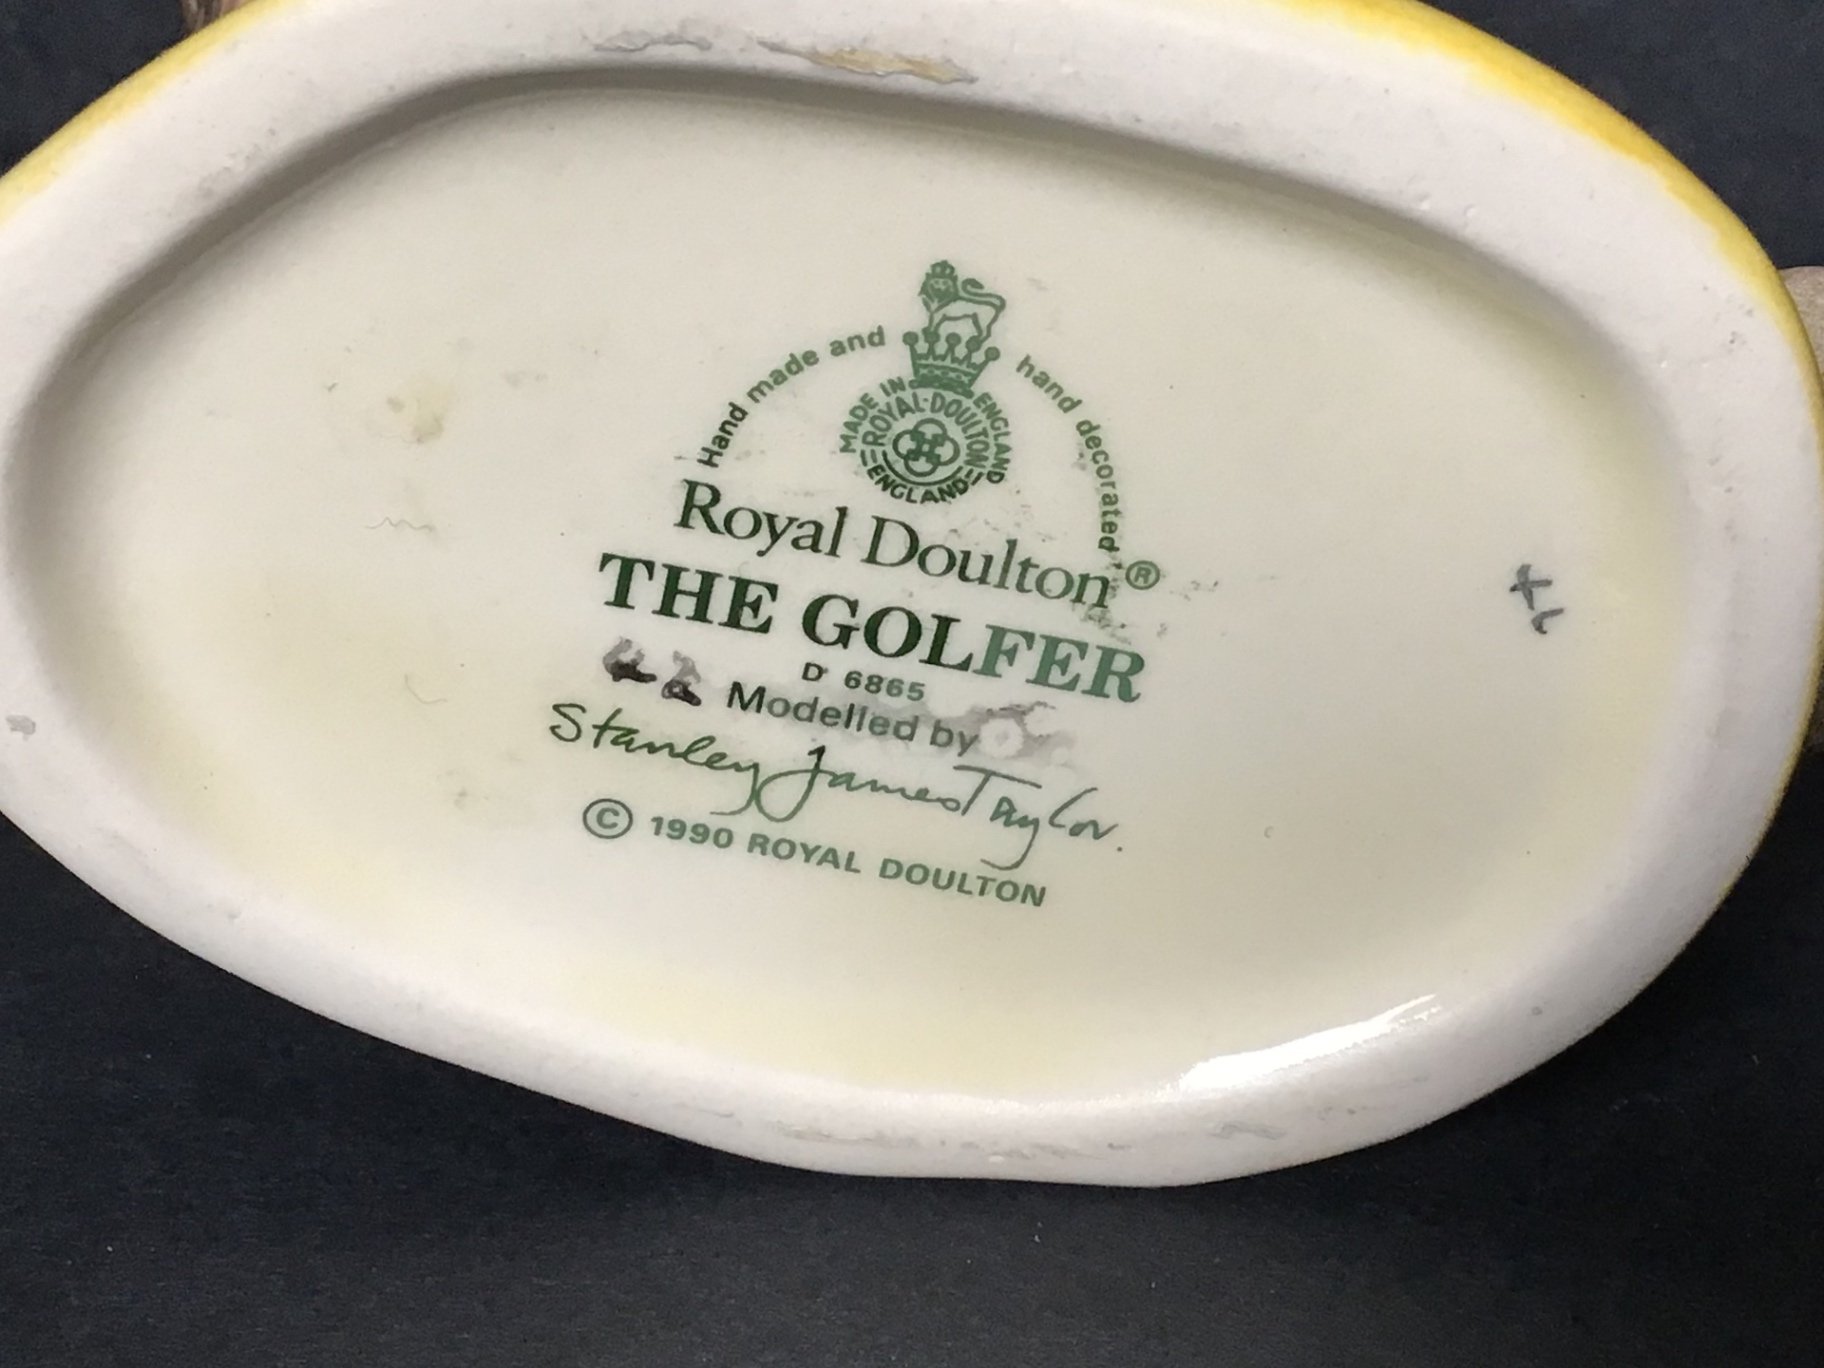 Hand made and hand decorated
MADE IN ENGLAND
ROYAL·DOULTON
ENGLAND
Royal Doulton ®
THE GOLFER
D 6865
Modelled by
Stanley James Taylor.
© 1990 ROYAL DOULTON